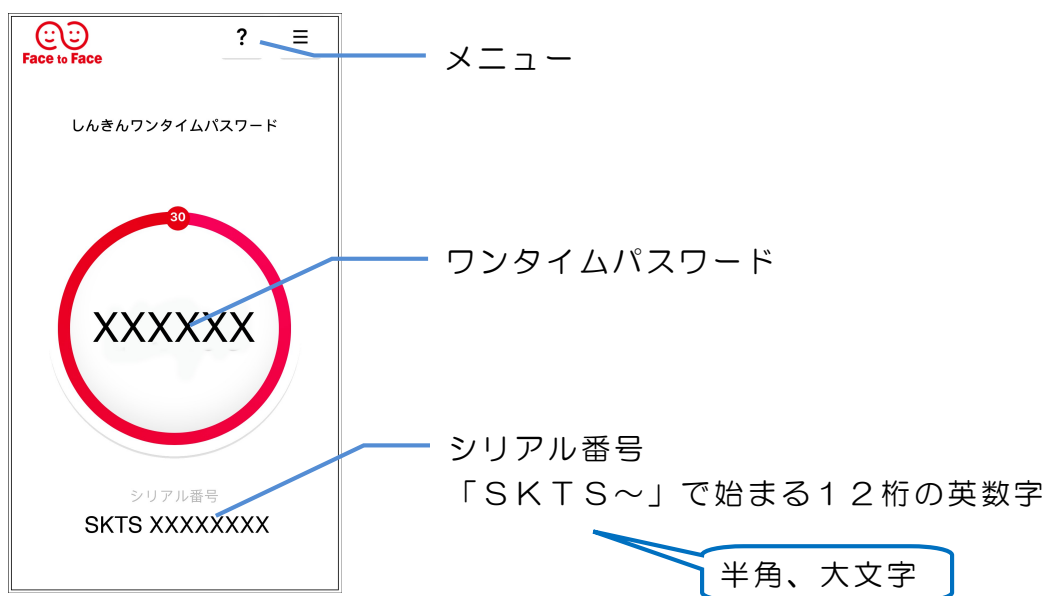 Face to Face
? ☰
メニュー
しんきんワンタイムパスワード
30
ワンタイムパスワード
XXXXXX
シリアル番号
「ＳＫＴＳ～」で始まる１２桁の英数字
シリアル番号
SKTS XXXXXXXX
半角、大文字